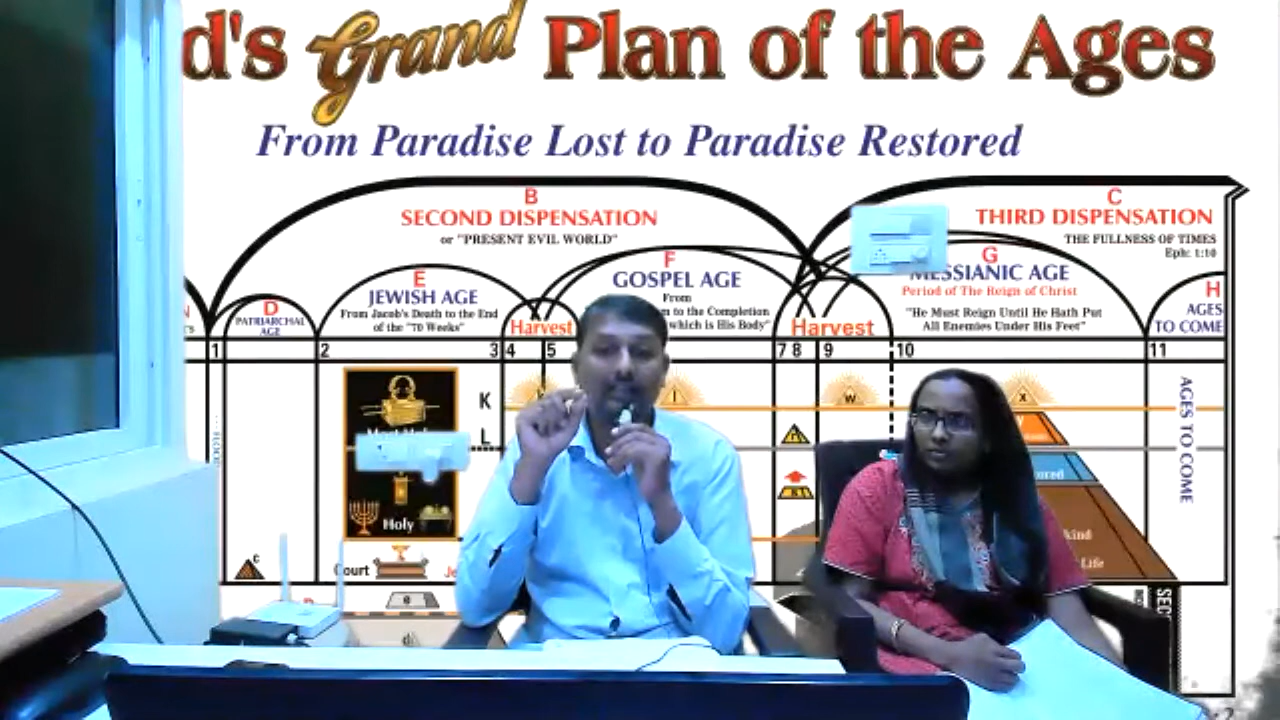 d's Grand Plan of the Ages
From Paradise Lost to Paradise Restored
B
SECOND DISPENSATION
or "PRESENT EVIL WORLD"
C
THIRD DISPENSATION
THE FULLNESS OF TIMES
Eph: 1:10
D
PATRIARCHAL
AGE
E
JEWISH AGE
From Jacob's Death to the End
of the "70 Weeks"
Harvest
F
GOSPEL AGE
From
to the Completion
which is His Body"
Harvest
G
MESSIANIC AGE
Period of The Reign of Christ
"He Must Reign Until He Hath Put
All Enemies Under His Feet"
H
AGES
TO COME
1 2 3 4 5 7 8 9 10 11
K
L
l
w
x
AGES TO COME
Holy
Court
c
e
d
Life
SEC